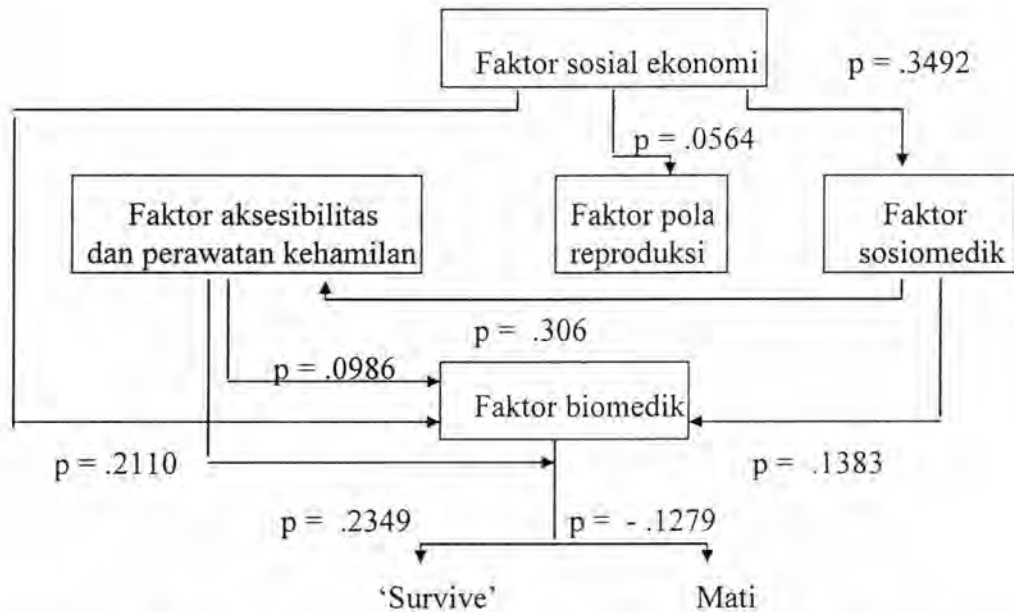 Faktor sosial ekonomi
p = .3492
p = .0564
Faktor aksesibilitas
dan perawatan kehamilan
Faktor pola
reproduksi
Faktor
sosiomedik
p = .306
p = .0986
Faktor biomedik
p = .2110
p = .1383
p = .2349
p = - .1279
‘Survive’
Mati